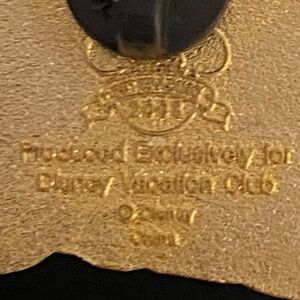 Produced Exclusively for
Disney Vacation Club
©Disney
China